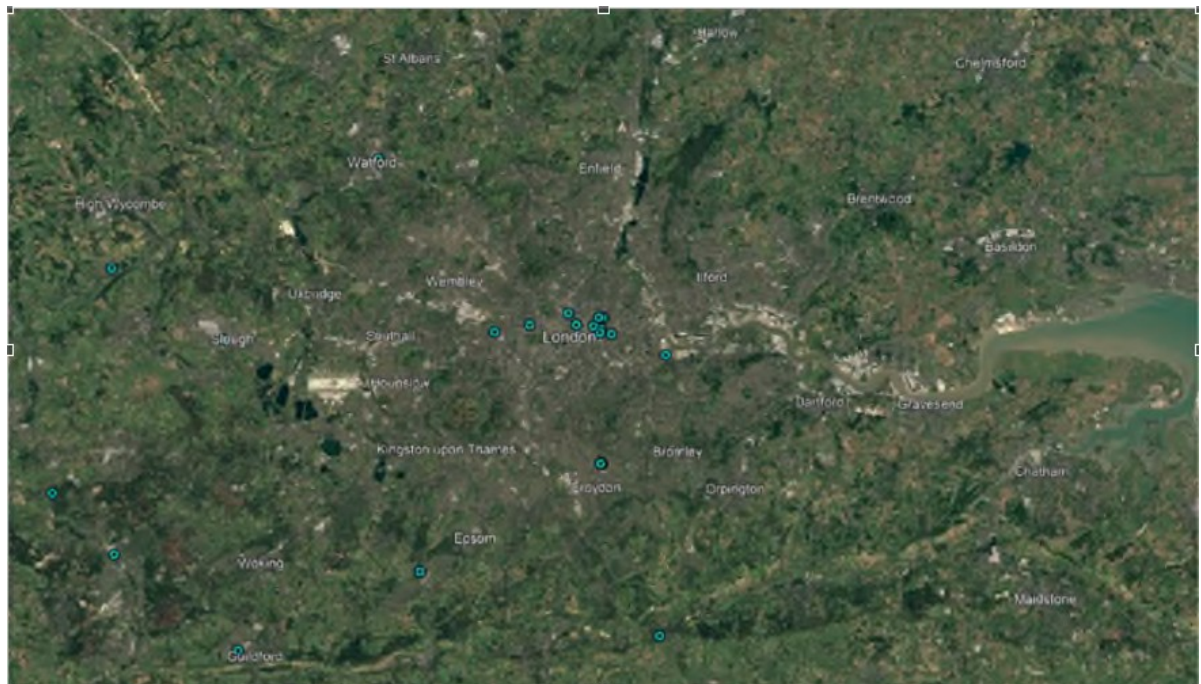 Harlow
St Albans
Chelmsford
Watford
Enfield
High Wycombe
Brentwood
Basildon
Wembley
Ilford
Uxbridge
Slough
Southall
London
Hounslow
Dartford
Gravesend
Kingston upon Thames
Bromley
Chatham
Croydon
Orpington
Epsom
Woking
Maidstone
Guildford